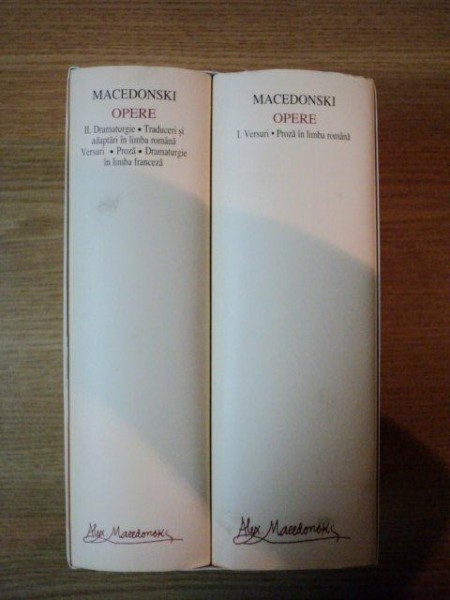 MACEDONSKI
OPERE
II. Dramaturgie • Traduceri și
adaptări în limba română
Versuri • Proză • Dramaturgie
în limba franceză
Alex Macedonski
MACEDONSKI
OPERE
I. Versuri • Proză în limba română
Alex Macedonski